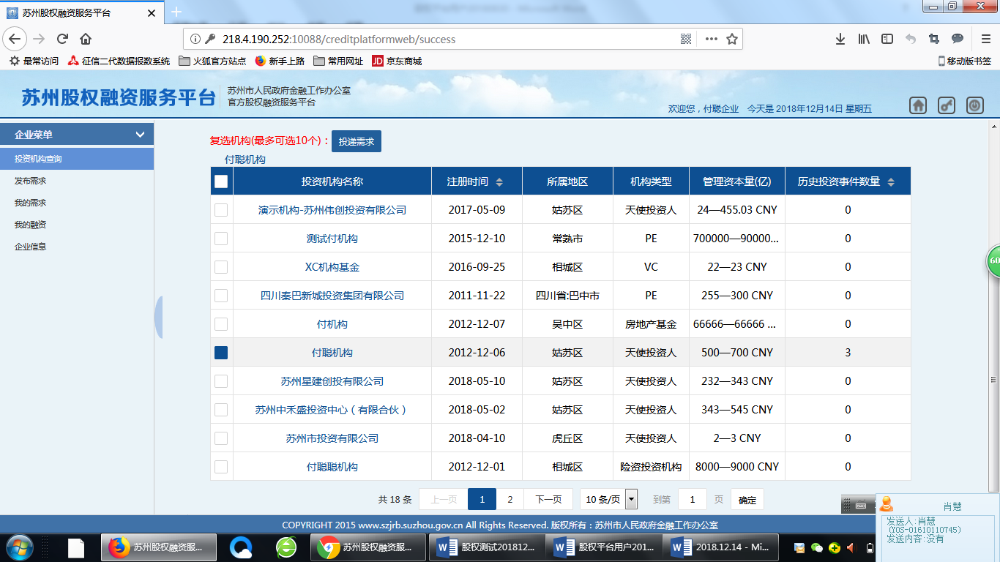 苏州股权融资服务平台
218.4.190.252:10088/creditplatformweb/success
最常访问 征信二代数据报数系统 火狐官方站点 新手上路 常用网址 JD 京东商城 移动版书签
苏州股权融资服务平台
苏州市人民政府金融工作办公室
官方股权融资服务平台
欢迎您，付聪企业 今天是 2018年12月14日 星期五
企业菜单
投资机构查询
发布需求
我的需求
我的融资
企业信息
复选机构(最多可选10个)： 投递需求
付聪机构
投资机构名称 注册时间 所属地区 机构类型 管理资本量(亿) 历史投资事件数量
演示机构-苏州伟创投资有限公司 2017-05-09 姑苏区 天使投资人 24—455.03 CNY 0
测试付机构 2015-12-10 常熟市 PE 700000—90000... 0
XC机构基金 2016-09-25 相城区 VC 22—23 CNY 0
四川秦巴新城投资集团有限公司 2011-11-22 四川省:巴中市 PE 255—300 CNY 0
付机构 2012-12-07 吴中区 房地产基金 66666—66666 ... 0
付聪机构 2012-12-06 姑苏区 天使投资人 500—700 CNY 3
苏州星建创投有限公司 2018-05-10 姑苏区 天使投资人 232—343 CNY 0
苏州中禾盛投资中心（有限合伙） 2018-05-02 姑苏区 天使投资人 343—545 CNY 0
苏州市投资有限公司 2018-04-10 虎丘区 天使投资人 2—3 CNY 0
付聪聪机构 2012-12-01 相城区 险资投资机构 8000—9000 CNY 0
共 18 条 上一页 1 2 下一页 10 条/页 到第 1 页 确定
60
COPYRIGHT 2015 www.szjrb.suzhou.gov.cn All Rights Reserved. 版权所有：苏州市人民政府金融工作办公室
肖慧
发送人:肖慧
(YOS-01610110745)
发送内容:没有
苏州股权融资服... 苏州股权融资服... 股权测试201812... 股权平台用户201... 2018.12.14 - Mi...